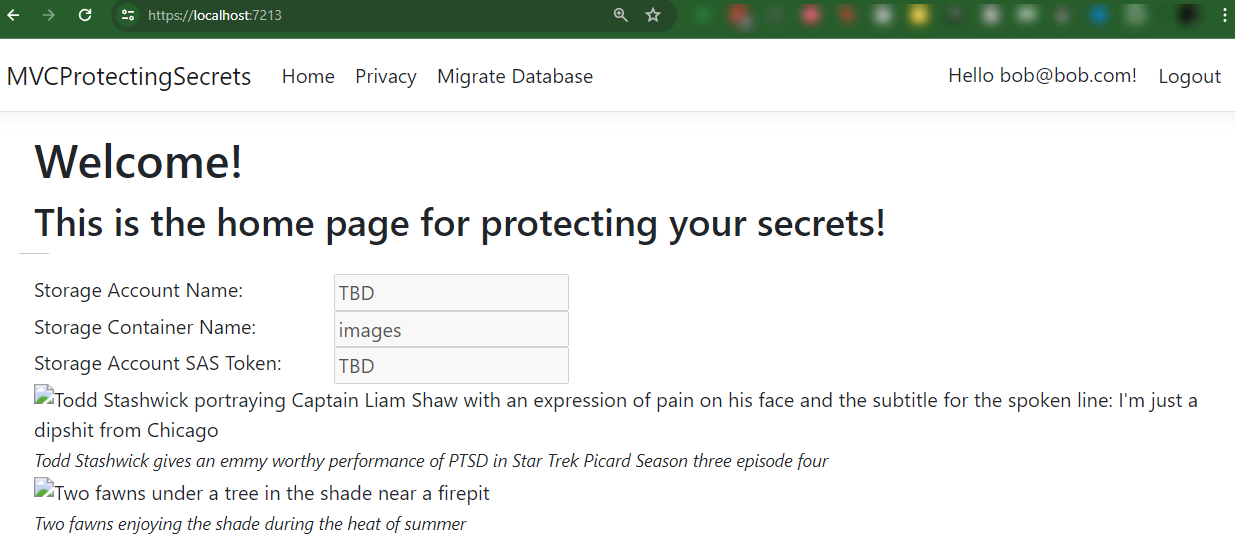 https://localhost:7213
MVCProtectingSecrets Home Privacy Migrate Database Hello bob@bob.com! Logout
Welcome!
This is the home page for protecting your secrets!
Storage Account Name: TBD
Storage Container Name: images
Storage Account SAS Token: TBD
Todd Stashwick portraying Captain Liam Shaw with an expression of pain on his face and the subtitle for the spoken line: I'm just a
dipshit from Chicago
Todd Stashwick gives an emmy worthy performance of PTSD in Star Trek Picard Season three episode four
Two fawns under a tree in the shade near a firepit
Two fawns enjoying the shade during the heat of summer